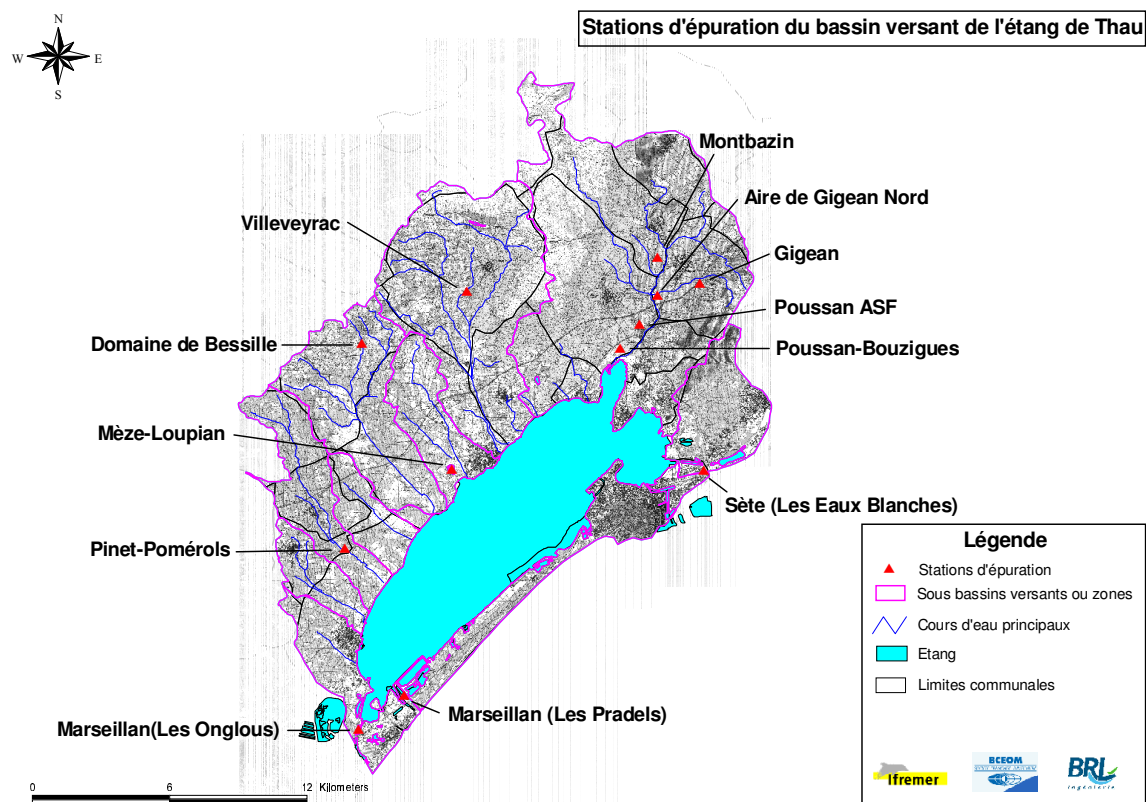 Stations d'épuration du bassin versant de l'étang de Thau
N
W
E
S
Montbazin
Aire de Gigean Nord
Villeveyrac
Gigean
Poussan ASF
Domaine de Bessille
Poussan-Bouzigues
Mèze-Loupian
Sète (Les Eaux Blanches)
Pinet-Pomérols
Marseillan (Les Pradels)
Marseillan(Les Onglous)
Légende
Stations d'épuration
Sous bassins versants ou zones
Cours d'eau principaux
Etang
Limites communales
0 6 12 Kilometers
Ifremer
BCEOM
BRL
ingénierie